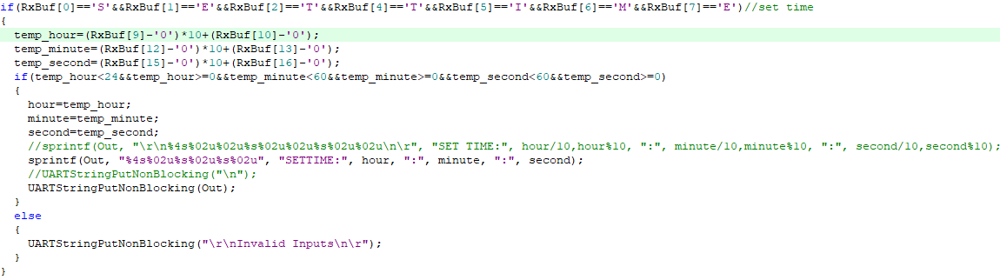 if(RxBuf[0]=='S'&&RxBuf[1]=='E'&&RxBuf[2]=='T'&&RxBuf[4]=='T'&&RxBuf[5]=='I'&&RxBuf[6]=='M'&&RxBuf[7]=='E')//set time
{
  temp_hour=(RxBuf[9]-'0')*10+(RxBuf[10]-'0');
  temp_minute=(RxBuf[12]-'0')*10+(RxBuf[13]-'0');
  temp_second=(RxBuf[15]-'0')*10+(RxBuf[16]-'0');
  if(temp_hour<24&&temp_hour>=0&&temp_minute<60&&temp_minute>=0&&temp_second<60&&temp_second>=0)
  {
    hour=temp_hour;
    minute=temp_minute;
    second=temp_second;
    //sprintf(Out, "\r\n%4s%02u%02u%s%02u%02u%s%02u%02u\n\r", "SET TIME:", hour/10,hour%10, ":", minute/10,minute%10, ":", second/10,second%10);
    sprintf(Out, "%4s%02u%s%02u%s%02u", "SETTIME:", hour, ":", minute, ":", second);
    //UARTStringPutNonBlocking("\n");
    UARTStringPutNonBlocking(Out);
  }
  else
  {
    UARTStringPutNonBlocking("\r\nInvalid Inputs\n\r");
  }
}